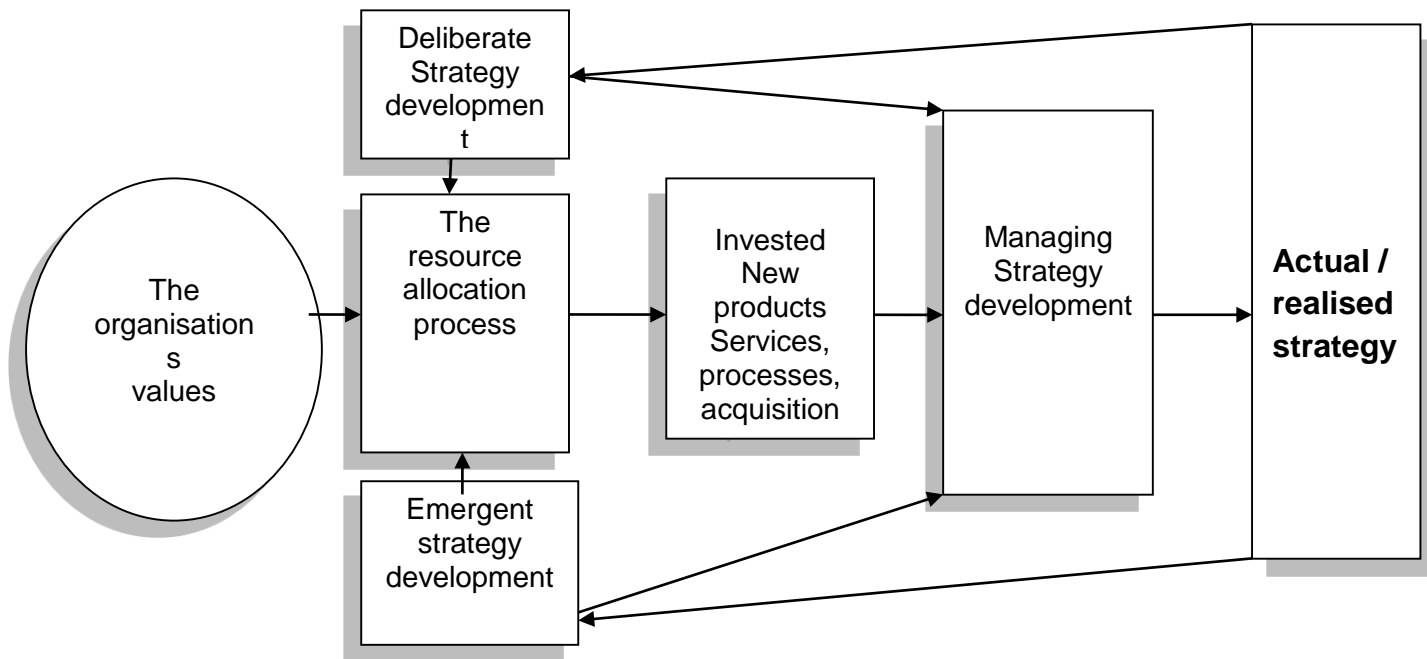 Deliberate
Strategy
developmen
t
The
organisation
s
values
The
resource
allocation
process
Emergent
strategy
development
Invested
New
products
Services,
processes,
acquisition
Managing
Strategy
development
Actual /
realised
strategy